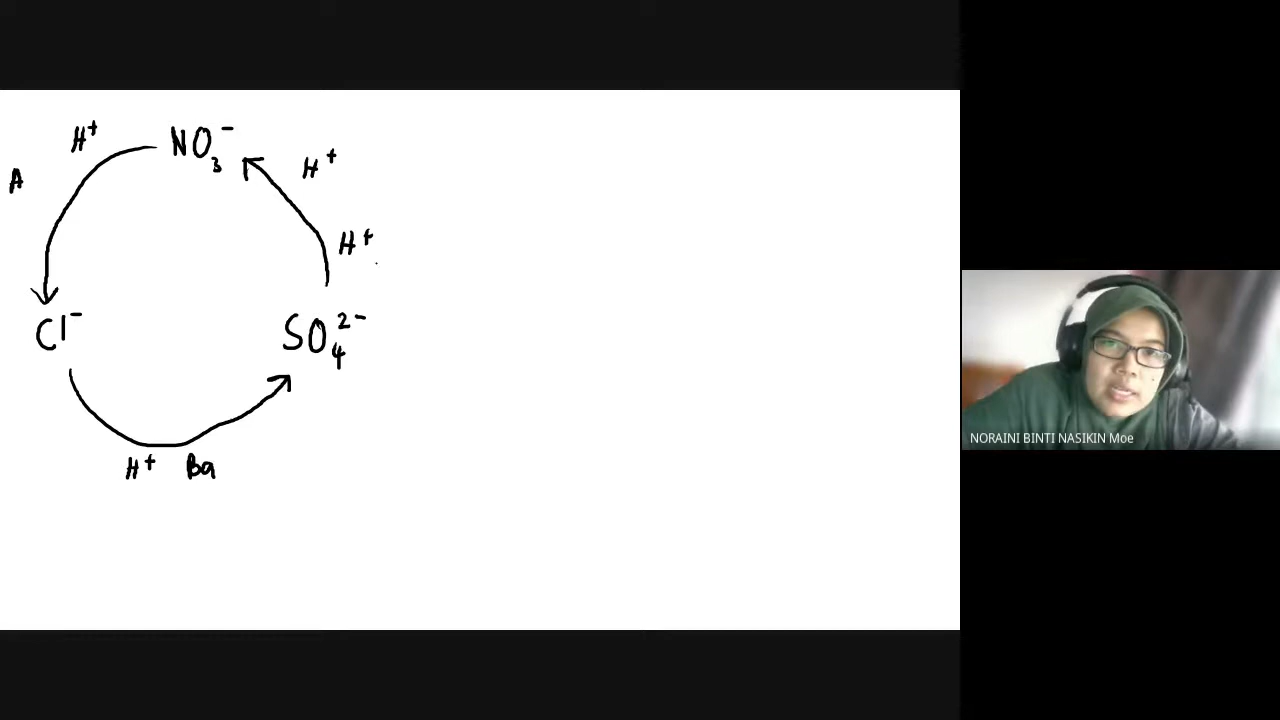 H⁺
NO₃⁻
H⁺
A
H⁺
Cl⁻
SO₄²⁻
H⁺ Ba
NORAINI BINTI NASIKIN Moe